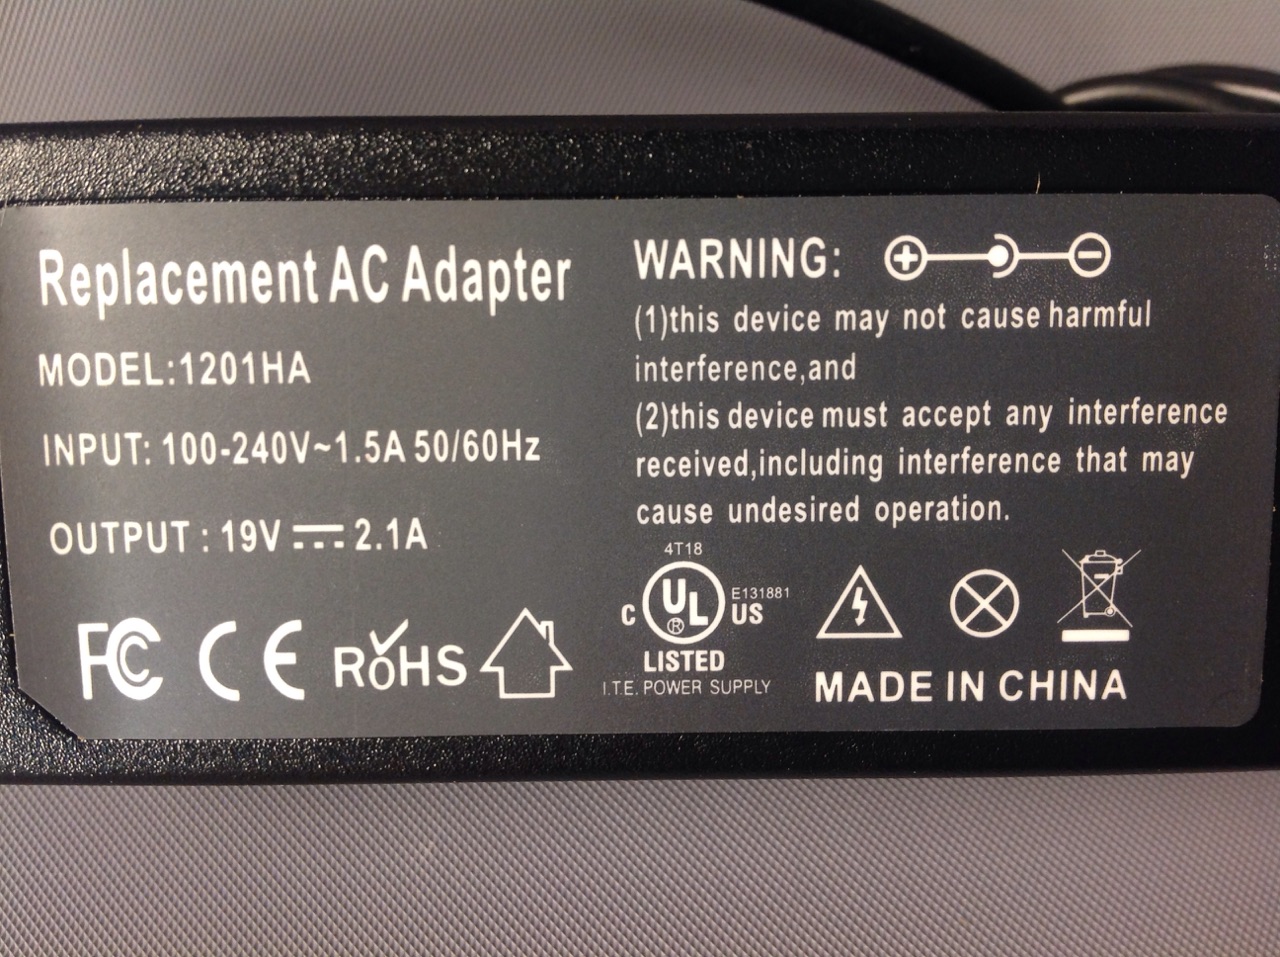 Replacement AC Adapter
MODEL:1201HA
INPUT: 100-240V~1.5A 50/60Hz
OUTPUT : 19V⎓2.1A
FC CE RoHS
WARNING:
(1)this device may not cause harmful
interference,and
(2)this device must accept any interference
received,including interference that may
cause undesired operation.
4T18
C UL® US E131881
LISTED
I.T.E. POWER SUPPLY
MADE IN CHINA